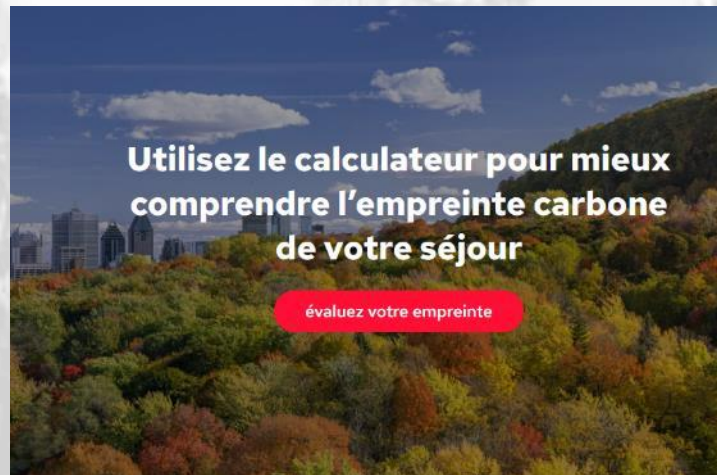 Utilisez le calculateur pour mieux
comprendre l’empreinte carbone
de votre séjour
évaluez votre empreinte